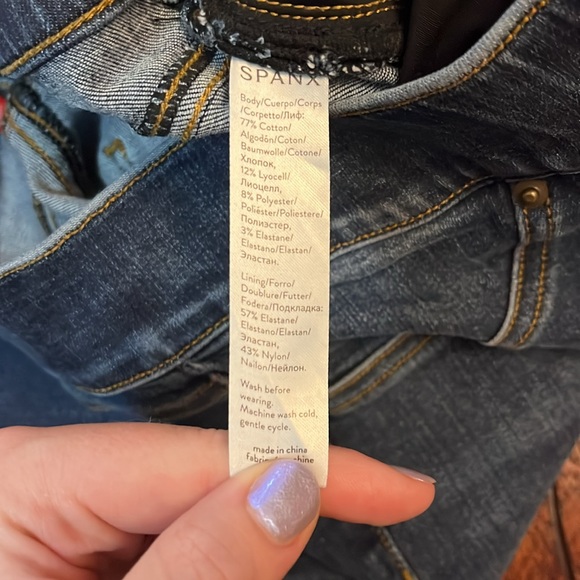 SPANX
Body/Cuerpo/Corps
/Corpetto/Лиф:
77% Cotton/
Algodón/Coton/
Baumwolle/Cotone/
Хлопок,
12% Lyocell/
Лиоцелл,
8% Polyester/
Poliéster/Poliestere/
Полиэстер,
3% Elastane/
Elastano/Elastan/
Эластан.
Lining/Forro/
Doublure/Futter/
Fodera/Подкладка:
57% Elastane/
Elastano/Elastan/
Эластан,
43% Nylon/
Nailon/Нейлон.
Wash before
wearing.
Machine wash cold,
gentle cycle.
made in china